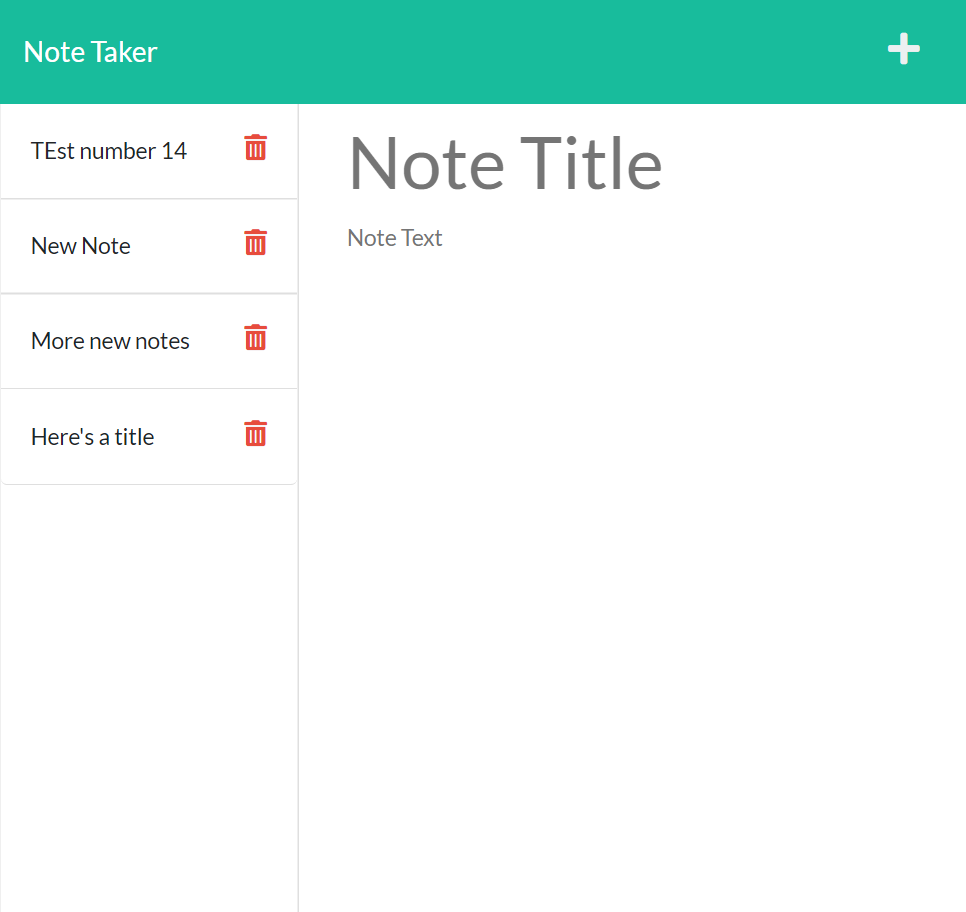 Note Taker
TEst number 14
New Note
More new notes
Here's a title
Note Title
Note Text